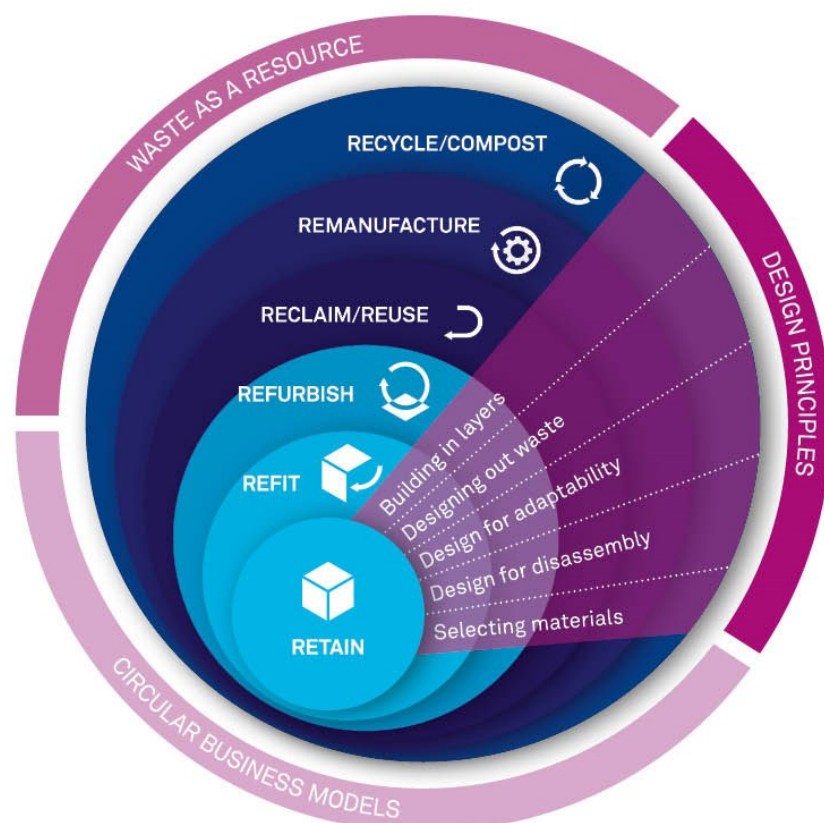 WASTE AS A RESOURCE
RECYCLE/COMPOST
REMANUFACTURE
RECLAIM/REUSE
REFURBISH
REFIT
RETAIN
Building in layers
Designing out waste
Design for adaptability
Design for disassembly
Selecting materials
DESIGN PRINCIPLES
CIRCULAR BUSINESS MODELS